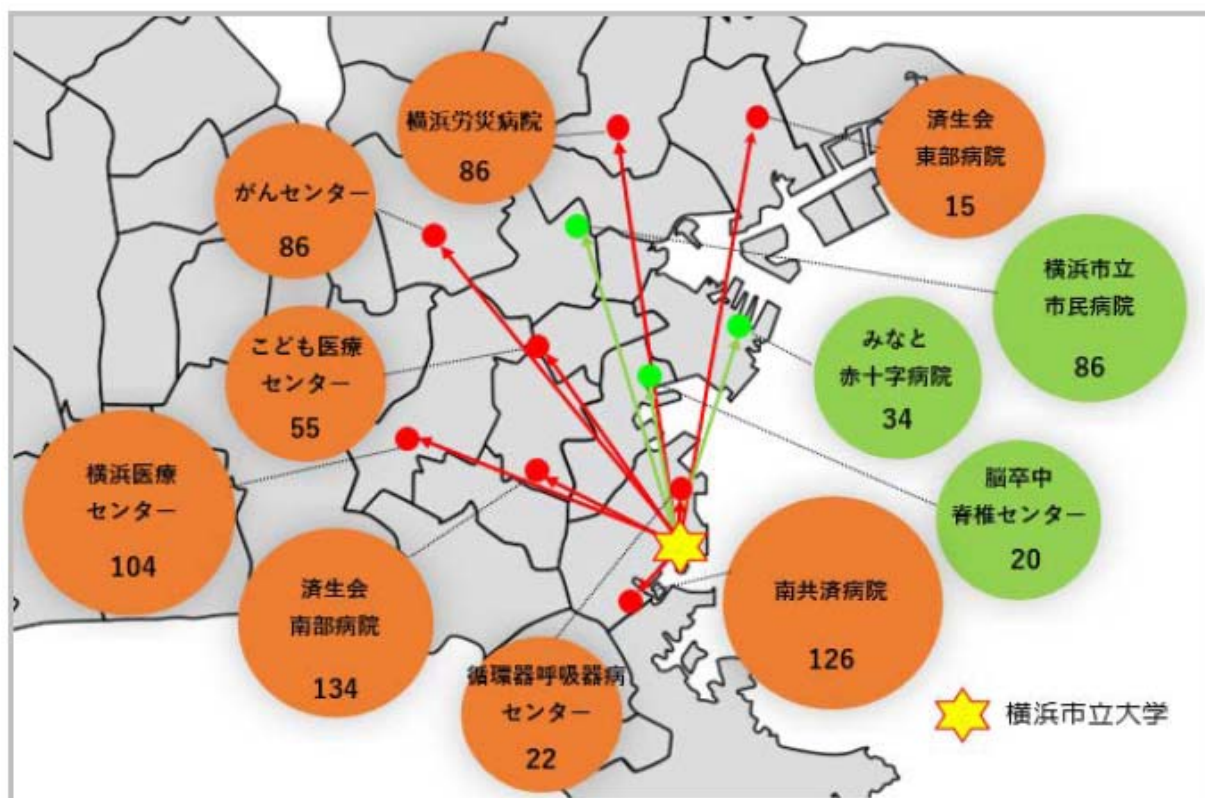 横浜労災病院
86
済生会
東部病院
15
がんセンター
86
横浜市立
市民病院
86
こども医療
センター
55
みなと
赤十字病院
34
横浜医療
センター
104
脳卒中
脊椎センター
20
済生会
南部病院
134
南共済病院
126
循環器呼吸器病
センター
22
横浜市立大学